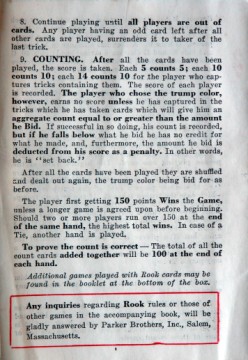 8. Continue playing until all players are out of
cards. Any player having an odd card left after all
other cards are played, surrenders it to taker of the
last trick.
9. COUNTING. After all the cards have been
played, the score is taken. Each 5 counts 5; each 10
counts 10; each 14 counts 10 for the player who cap-
tures tricks containing them. The score of each player
is recorded. The player who chose the trump color,
however, earns no score unless he has captured in the
tricks which he has taken cards which will give him an
aggregate count equal to or greater than the amount
he Bid. If successful in so doing, his count is recorded,
but if he falls below what he bid he has no credit for
what he made, and, furthermore, the amount he bid is
deducted from his score as a penalty. In other words,
he is "set back."
After all the cards have been played they are shuffled
and dealt out again, the trump color being bid for as
before.
The player first getting 150 points Wins the Game,
unless a longer game is agreed upon before beginning.
Should two or more players run over 150 at the end
of the same hand, the highest total wins. In case of a
Tie, another hand is played.
To prove the count is correct — The total of all the
count cards added together will be 100 at the end of
each hand.
Additional games played with Rook cards may be
found in the booklet at the bottom of the box.
Any inquiries regarding Rook rules or those of
other games in the accompanying book, will be
gladly answered by Parker Brothers, Inc., Salem,
Massachusetts.